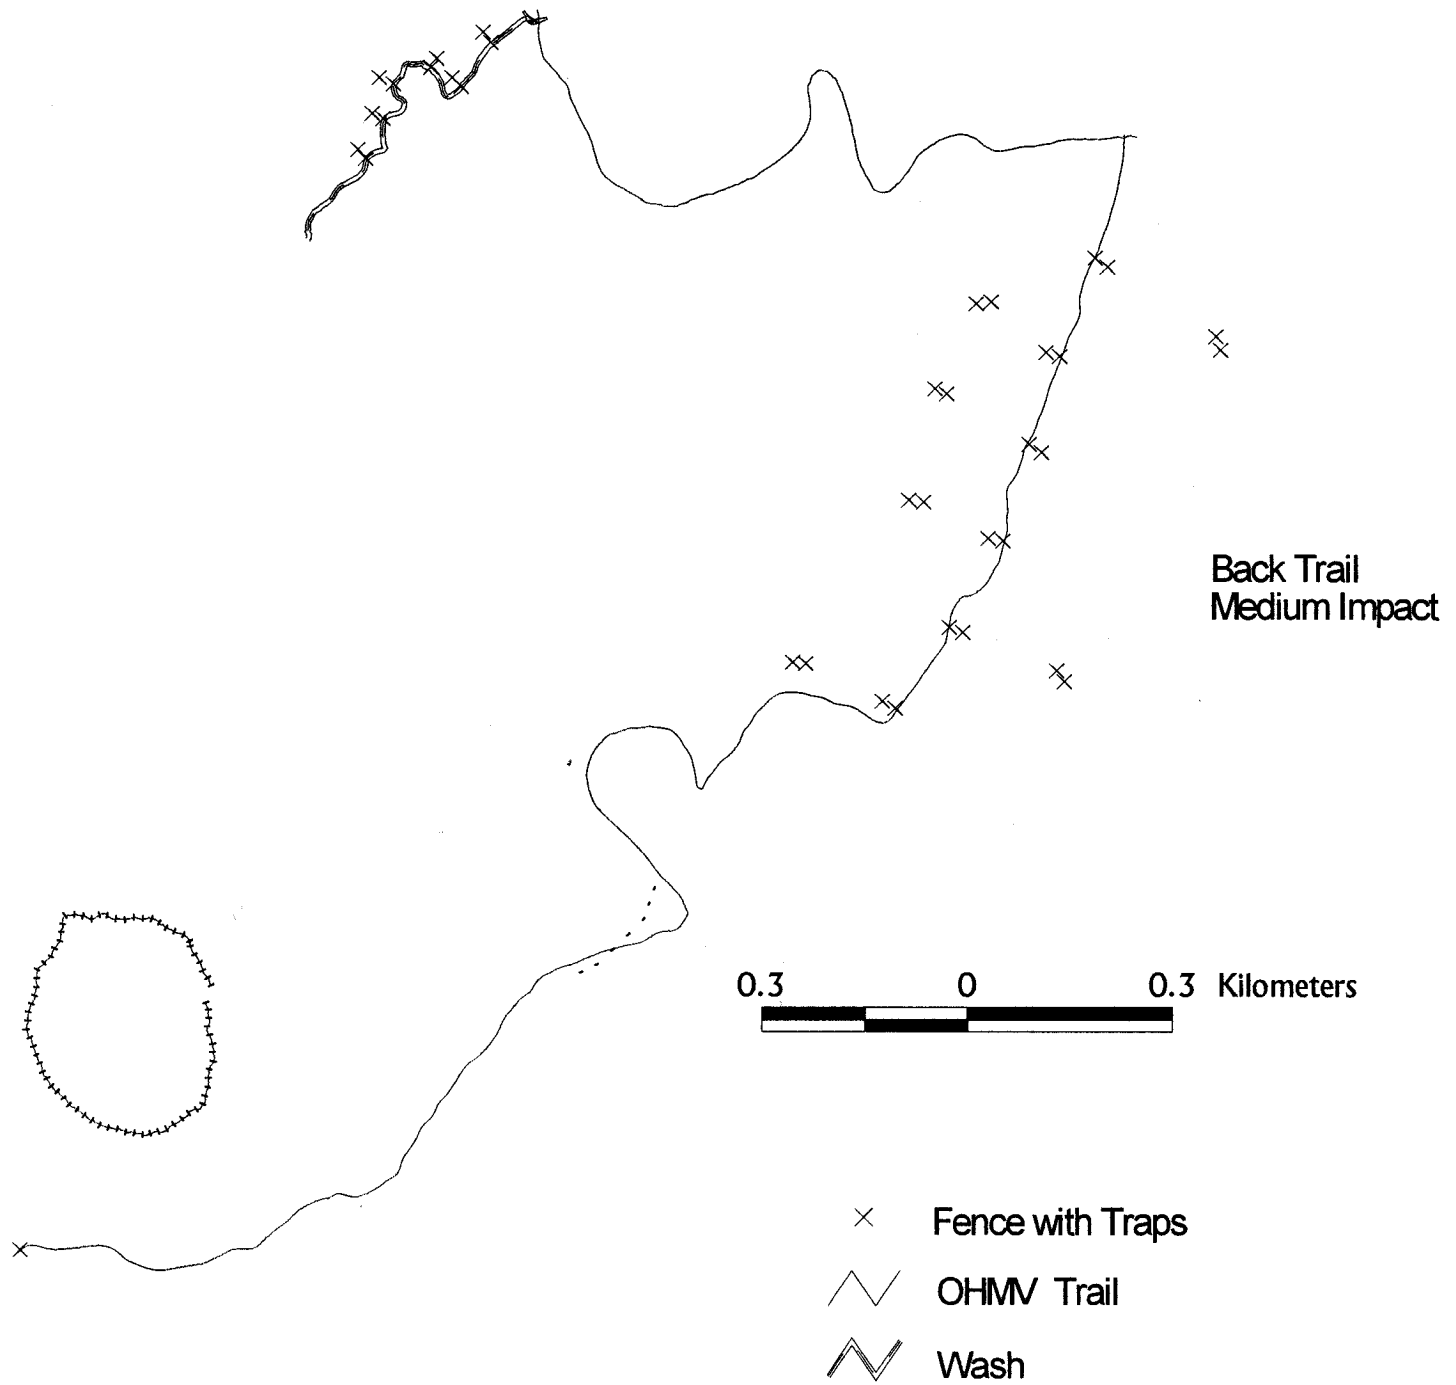 Back Trail
Medium Impact
0.3 0 0.3 Kilometers
Fence with Traps
OHMV Trail
Wash